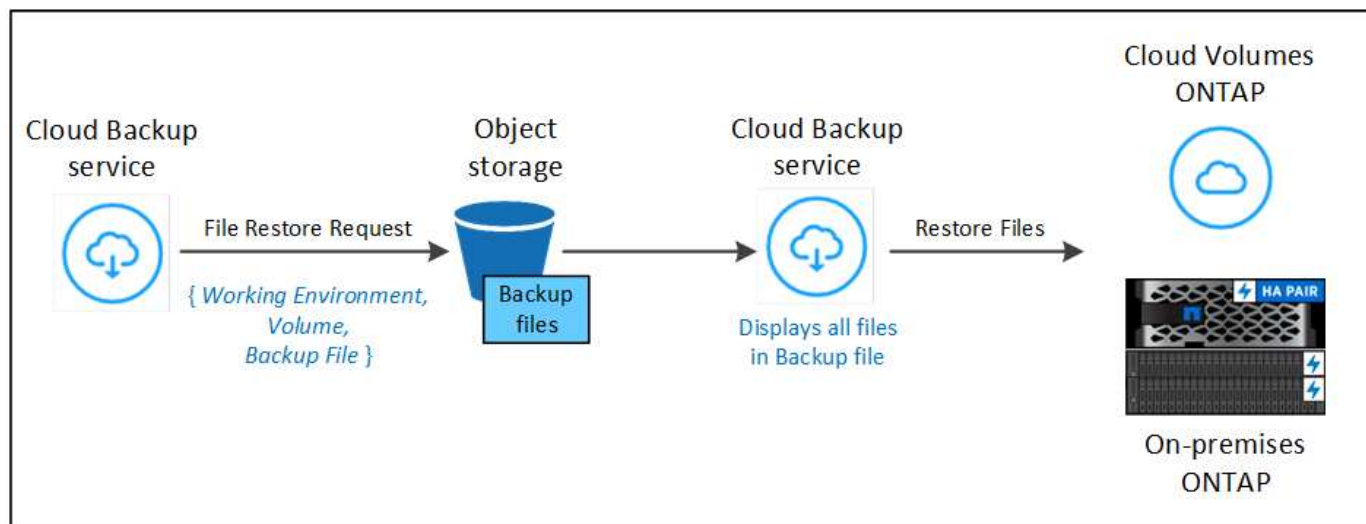 Cloud Backup
service
File Restore Request
{ Working Environment,
Volume,
Backup File }
Object
storage
Backup
files
Cloud Backup
service
Displays all files
in Backup file
Restore Files
Cloud Volumes
ONTAP
HA PAIR
On-premises
ONTAP